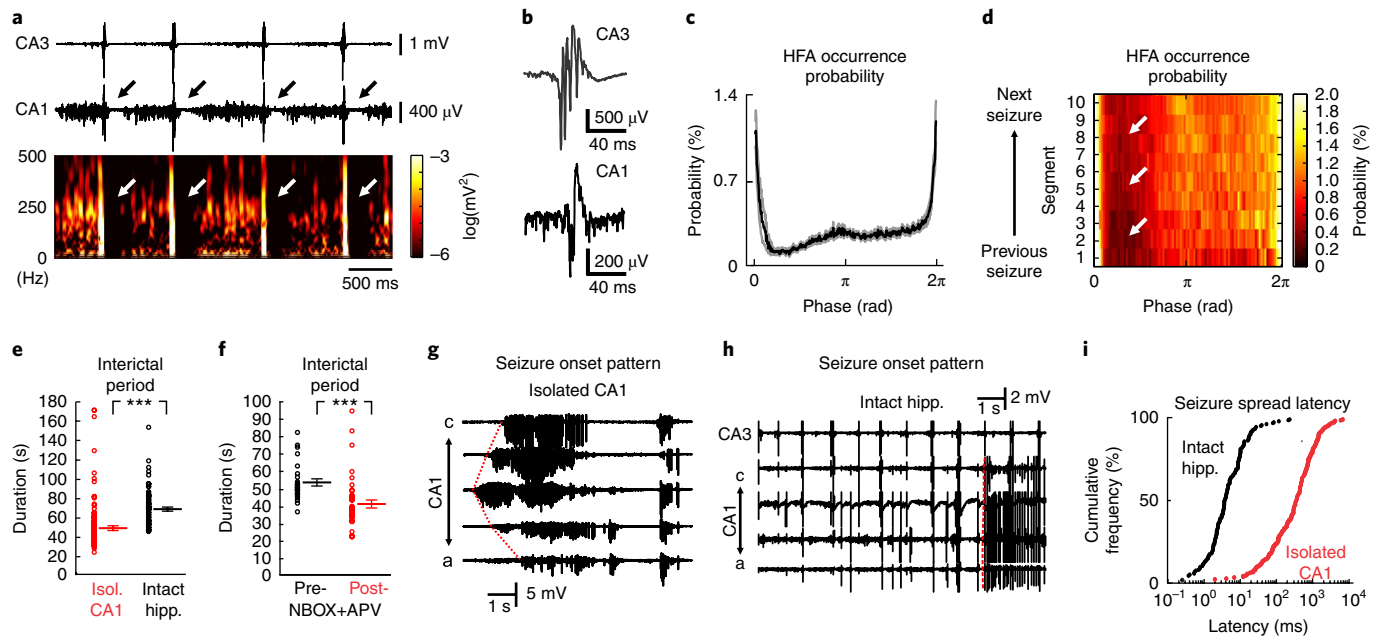 a
CA3
1 mV
CA1
400 µV
500
250
0
(Hz)
–3
–6
log(mV²)
500 ms
b
CA3
500 µV
40 ms
CA1
200 µV
40 ms
c
HFA occurrence
probability
1.4
0.7
0
Probability (%)
0
π
2π
Phase (rad)
d
HFA occurrence
probability
Next
seizure
Previous
seizure
Segment
10
9
8
7
6
5
4
3
2
1
0
π
2π
Phase (rad)
2.0
1.8
1.6
1.4
1.2
1.0
0.8
0.6
0.4
0.2
0
Probability (%)
e
Interictal
period
***
Duration (s)
180
160
140
120
100
80
60
40
20
0
Isol.
CA1
Intact
hipp.
f
Interictal
period
***
Duration (s)
100
90
80
70
60
50
40
30
20
10
0
Pre-
Post-
NBOX+APV
g
Seizure onset pattern
Isolated CA1
c
CA1
a
1 s
5 mV
h
Seizure onset pattern
Intact hipp.
1 s
2 mV
CA3
c
CA1
a
i
Seizure spread latency
Intact
hipp.
Isolated
CA1
Cumulative
frequency (%)
100
50
0
10⁻¹
10⁰
10¹
10²
10³
10⁴
Latency (ms)